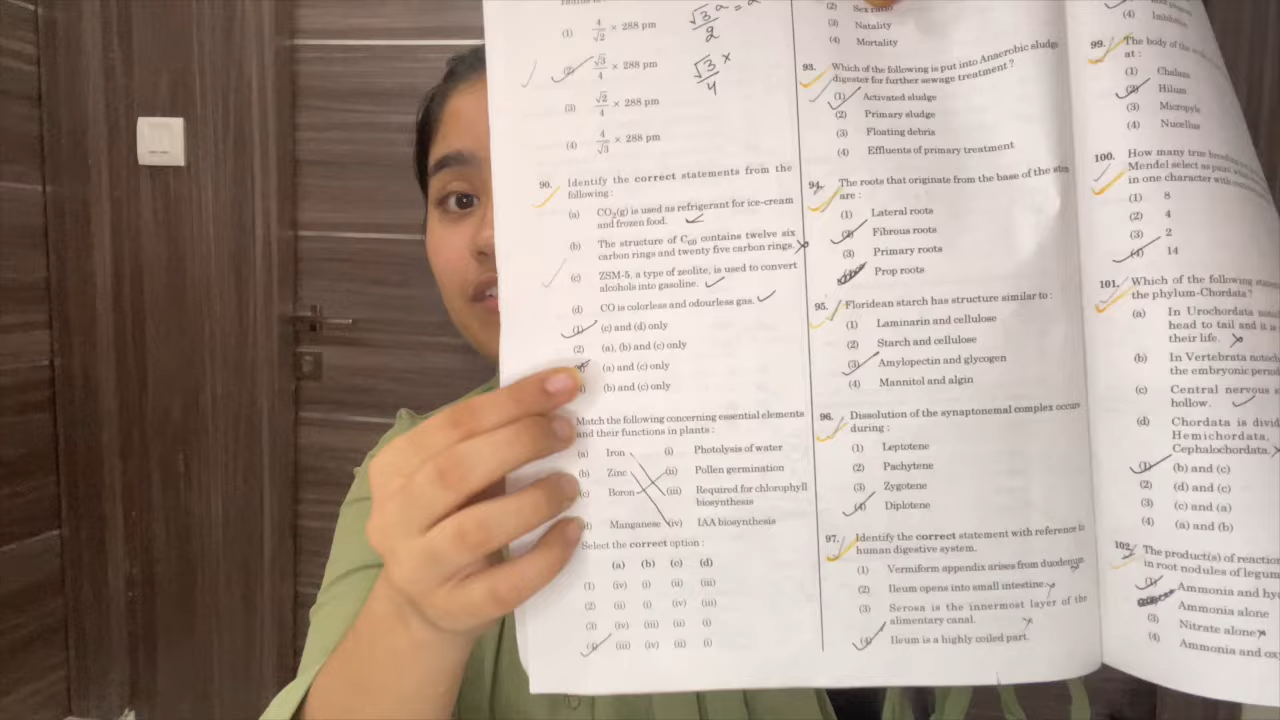 (1) 4/√2 × 288 pm
(2) √3/4 × 288 pm
(3) √2/4 × 288 pm
(4) 4/√3 × 288 pm
√3 a =
2
√3 x
4
90. Identify the correct statements from the
following :
(a) CO₂(g) is used as refrigerant for ice-cream
and frozen food.
(b) The structure of C₆₀ contains twelve six
carbon rings and twenty five carbon rings.
(c) ZSM-5, a type of zeolite, is used to convert
alcohols into gasoline.
(d) CO is colorless and odourless gas.
(1) (c) and (d) only
(2) (a), (b) and (c) only
(a) and (c) only
(b) and (c) only
Match the following concerning essential elements
and their functions in plants :
(a) Iron (i) Photolysis of water
(b) Zinc (ii) Pollen germination
(c) Boron (iii) Required for chlorophyll
biosynthesis
(d) Manganese (iv) IAA biosynthesis
Select the correct option :
(a) (b) (c) (d)
(1) (iv) (i) (ii) (iii)
(2) (ii) (i) (iv) (iii)
(3) (iv) (iii) (ii) (i)
(4) (iii) (iv) (ii) (i)
(2) Sex ratio
(3) Natality
(4) Mortality
93. Which of the following is put into Anaerobic sludge
digester for further sewage treatment ?
(1) Activated sludge
(2) Primary sludge
(3) Floating debris
(4) Effluents of primary treatment
94. The roots that originate from the base of the stem
are :
(1) Lateral roots
(2) Fibrous roots
(3) Primary roots
Prop roots
95. Floridean starch has structure similar to :
(1) Laminarin and cellulose
(2) Starch and cellulose
(3) Amylopectin and glycogen
(4) Mannitol and algin
96. Dissolution of the synaptonemal complex occurs
during :
(1) Leptotene
(2) Pachytene
(3) Zygotene
(4) Diplotene
97. Identify the correct statement with reference to
human digestive system.
(1) Vermiform appendix arises from duodenum
(2) Ileum opens into small intestine
(3) Serosa is the innermost layer of the
alimentary canal.
(4) Ileum is a highly coiled part.
(4)
99. The body of the
at :
(1) Chalaza
(2) Hilum
(3) Micropyle
(4) Nucellus
100. How many true
Mendel select as pairs,
in one character with
(1) 8
(2) 4
(3) 2
(4) 14
101. Which of the following
the phylum-Chordata?
(a) In Urochordata
head to tail and it
their life.
(b) In Vertebrata
the embryonic
(c) Central nervous
hollow.
(d) Chordata is
Hemichordata,
Cephalochordata.
(1) (b) and (c)
(2) (d) and (c)
(3) (c) and (a)
(4) (a) and (b)
102. The product(s) of reaction
in root nodules of
(1) Ammonia and
Ammonia alone
(3) Nitrate alone
(4) Ammonia and